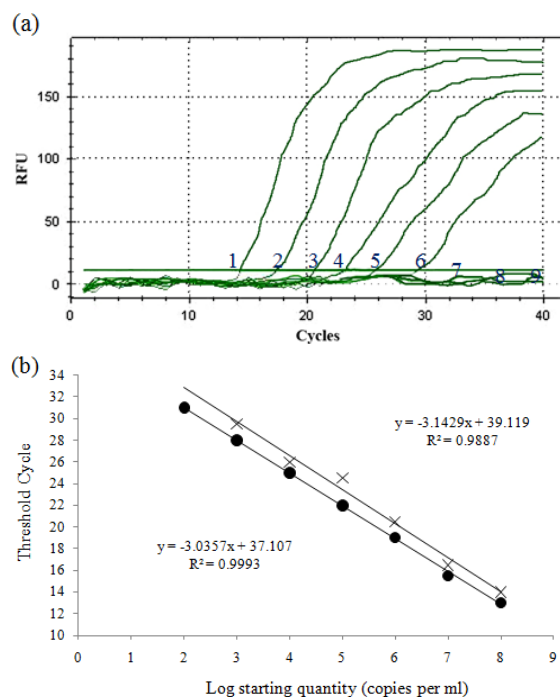 (a)
150
100
50
0
RFU
1 2 3 4 5 6 7 8 9
0 10 20 30 40
Cycles
(b)
34
32
30
28
26
24
22
20
18
16
14
12
10
Threshold Cycle
y = -3.1429x + 39.119
R² = 0.9887
y = -3.0357x + 37.107
R² = 0.9993
0 1 2 3 4 5 6 7 8 9
Log starting quantity (copies per ml)